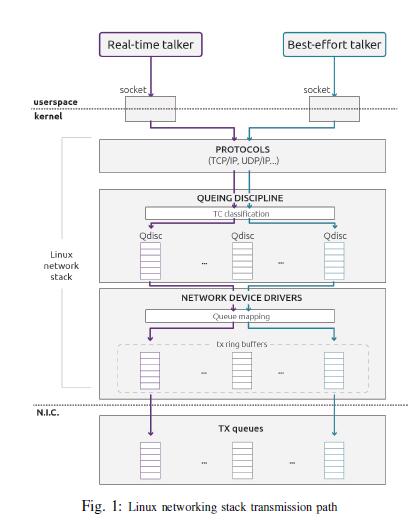 Real-time talker
Best-effort talker
socket
socket
userspace
kernel
PROTOCOLS
(TCP/IP, UDP/IP...)
QUEING DISCIPLINE
TC classification
Qdisc
Qdisc
Qdisc
...
...
Linux
network
stack
NETWORK DEVICE DRIVERS
Queue mapping
tx ring buffers
...
...
N.I.C.
TX queues
...
...
Fig. 1: Linux networking stack transmission path